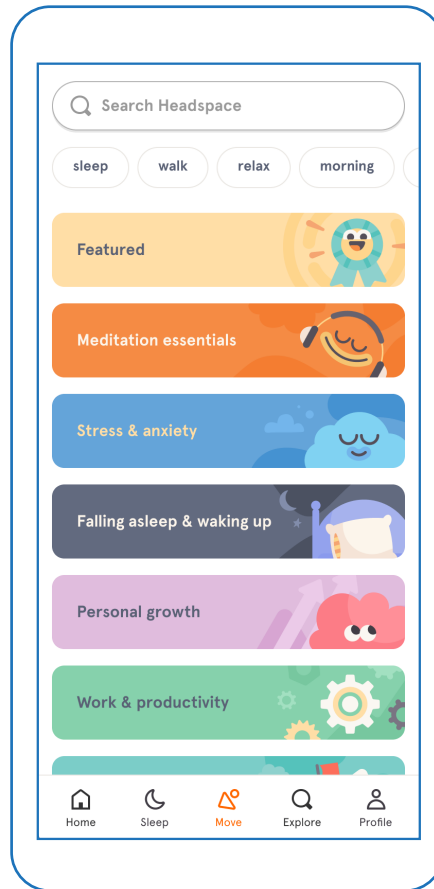 Search Headspace
sleep walk relax morning
Featured
Meditation essentials
Stress & anxiety
Falling asleep & waking up
Personal growth
Work & productivity
Home Sleep Move Explore Profile